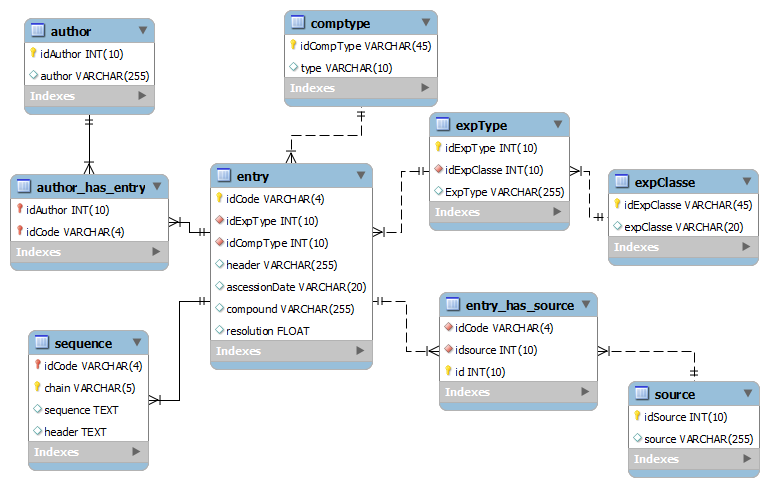 author
idAuthor INT(10)
author VARCHAR(255)
Indexes
comptype
idCompType VARCHAR(45)
type VARCHAR(10)
Indexes
expType
idExpType INT(10)
idExpClasse INT(10)
ExpType VARCHAR(255)
Indexes
expClasse
idExpClasse VARCHAR(45)
expClasse VARCHAR(20)
Indexes
author_has_entry
idAuthor INT(10)
idCode VARCHAR(4)
Indexes
entry
idCode VARCHAR(4)
idExpType INT(10)
idCompType INT(10)
header VARCHAR(255)
ascessionDate VARCHAR(20)
compound VARCHAR(255)
resolution FLOAT
Indexes
entry_has_source
idCode VARCHAR(4)
idsource INT(10)
id INT(10)
Indexes
sequence
idCode VARCHAR(4)
chain VARCHAR(5)
sequence TEXT
header TEXT
Indexes
source
idSource INT(10)
source VARCHAR(255)
Indexes